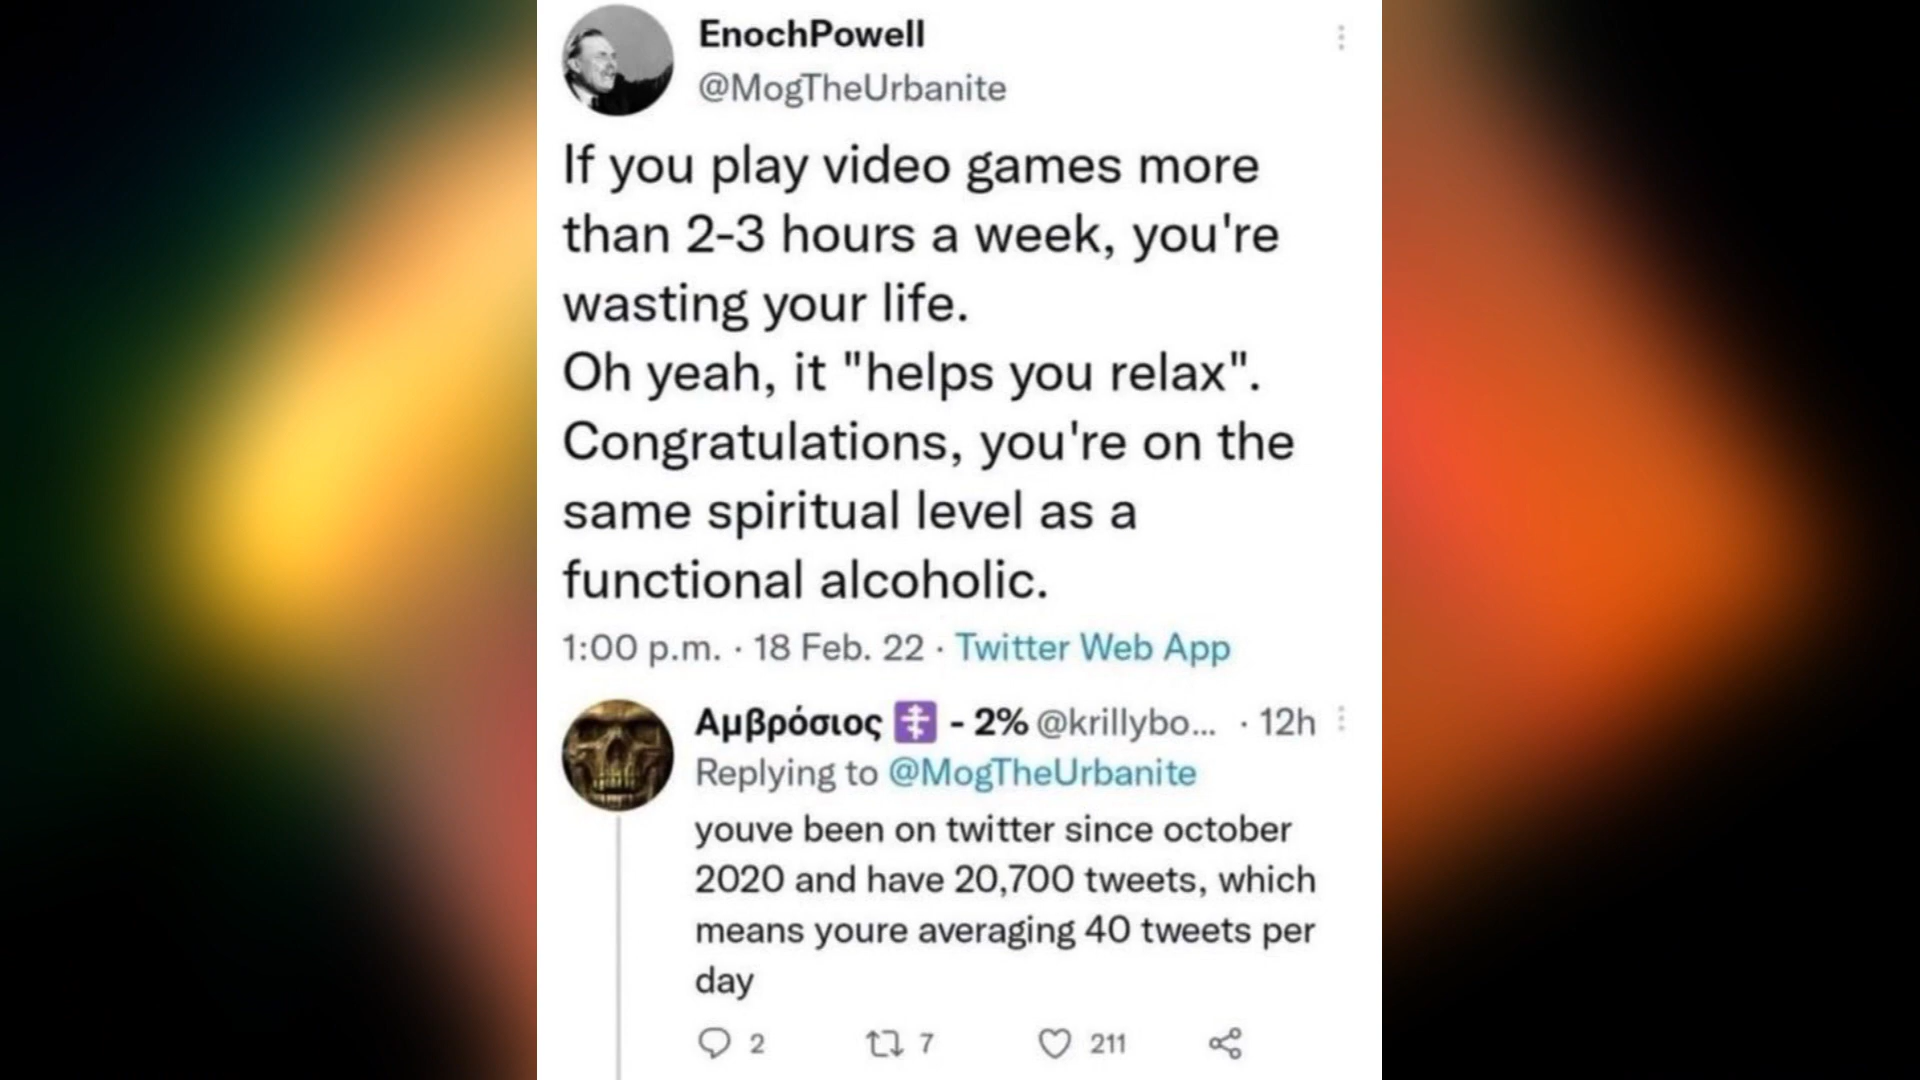 EnochPowell
@MogTheUrbanite
If you play video games more
than 2-3 hours a week, you're
wasting your life.
Oh yeah, it "helps you relax".
Congratulations, you're on the
same spiritual level as a
functional alcoholic.
1:00 p.m. · 18 Feb. 22 · Twitter Web App
Αμβρόσιος ☦ - 2% @krillybo... · 12h
Replying to @MogTheUrbanite
youve been on twitter since october
2020 and have 20,700 tweets, which
means youre averaging 40 tweets per
day
2 7 211